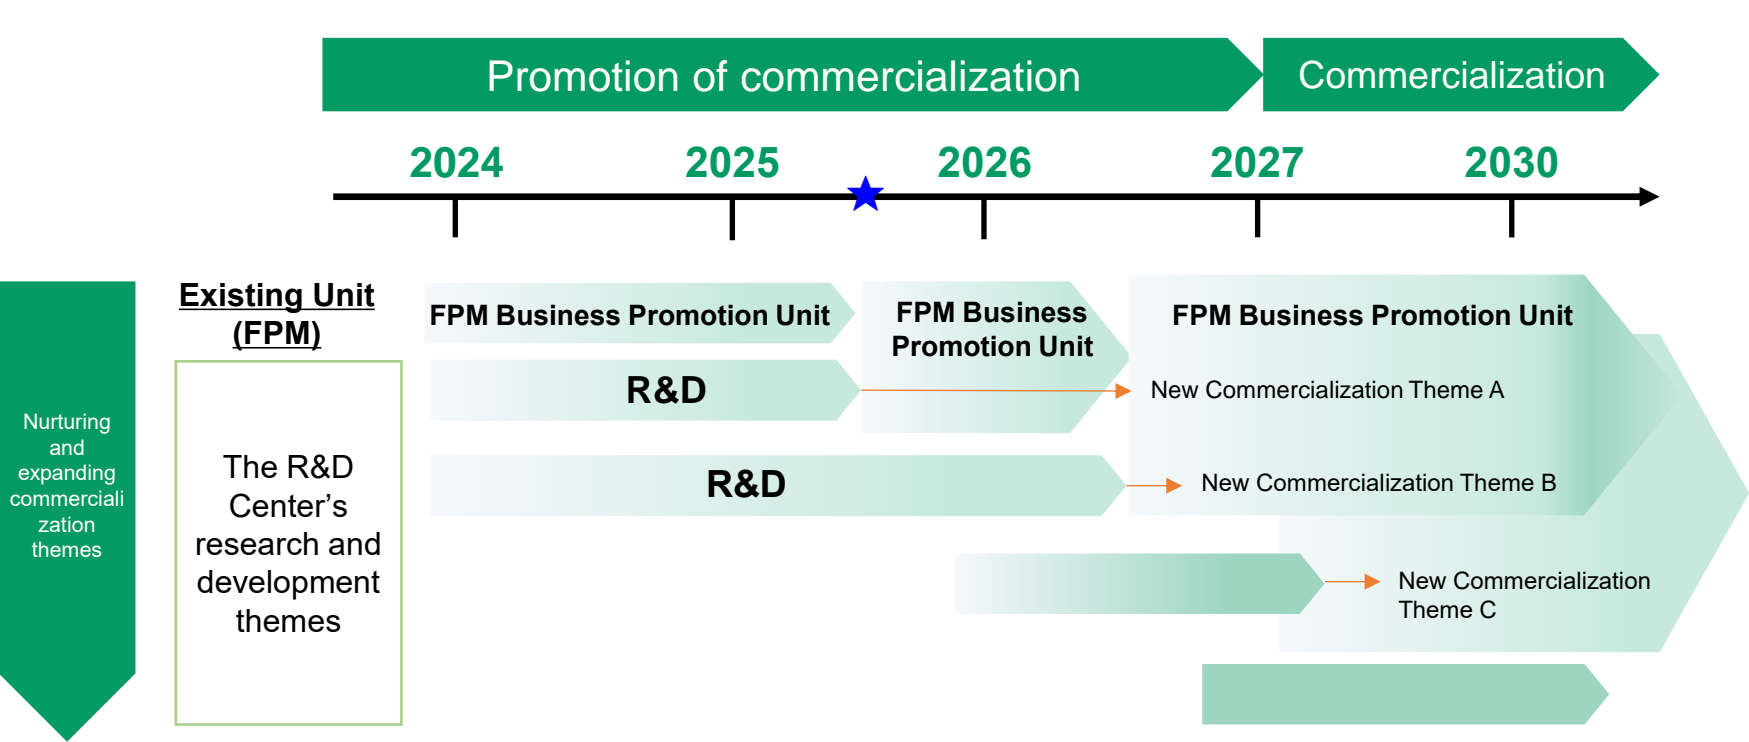 Promotion of commercialization
Commercialization
2024
2025
2026
2027
2030
Nurturing
and
expanding
commerciali
zation
themes
Existing Unit
(FPM)
The R&D
Center’s
research and
development
themes
FPM Business Promotion Unit
FPM Business
Promotion Unit
FPM Business Promotion Unit
R&D
New Commercialization Theme A
R&D
New Commercialization Theme B
New Commercialization
Theme C